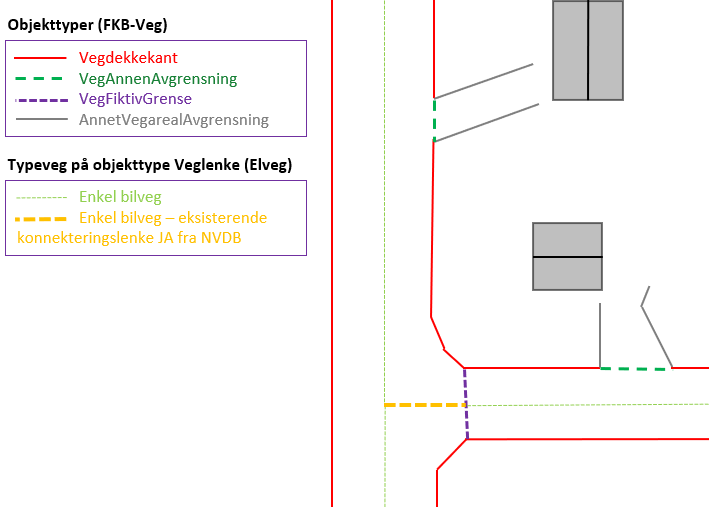 Objekttyper (FKB-Veg)
Vegdekkekant
VegAnnenAvgrensning
VegFiktivGrense
AnnetVegarealAvgrensning
Typeveg på objekttype Veglenke (Elveg)
Enkel bilveg
Enkel bilveg – eksisterende
konnekteringslenke JA fra NVDB